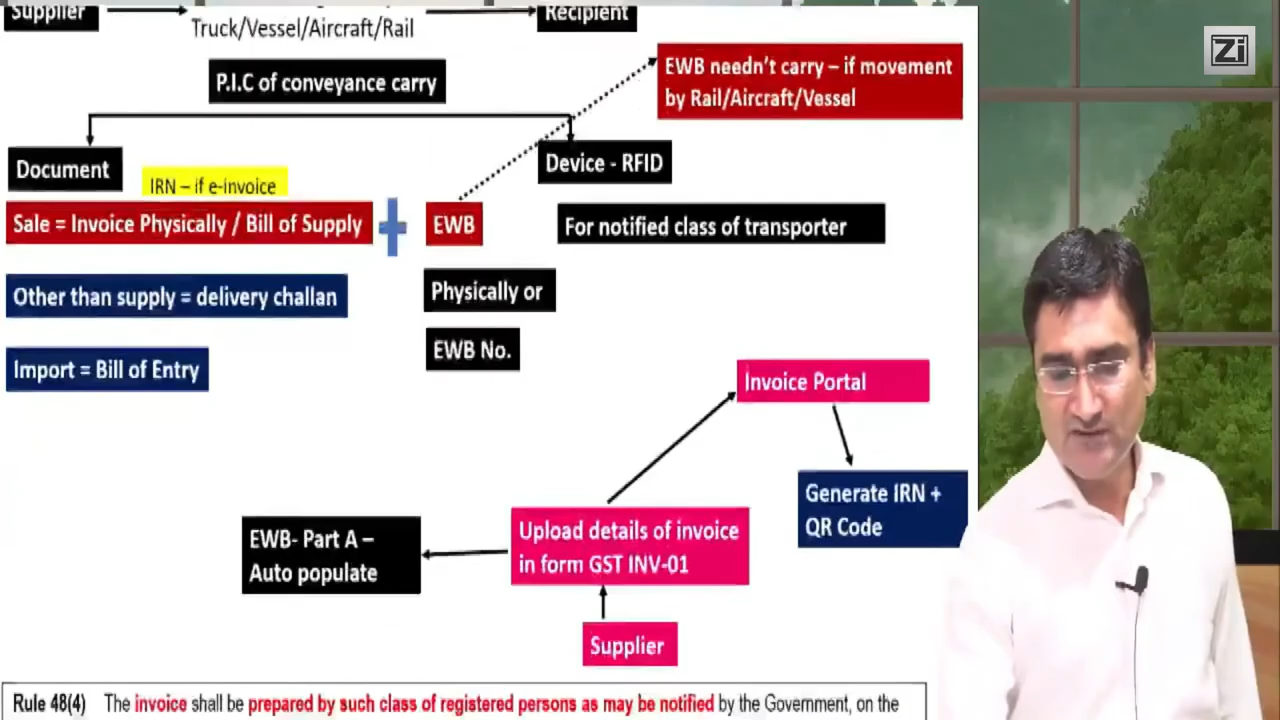 Supplier
Recipient
Truck/Vessel/Aircraft/Rail
P.I.C of conveyance carry
EWB needn't carry – if movement
by Rail/Aircraft/Vessel
Document
Device - RFID
IRN – if e-invoice
Sale = Invoice Physically / Bill of Supply
EWB
For notified class of transporter
Other than supply = delivery challan
Physically or
EWB No.
Import = Bill of Entry
Invoice Portal
Generate IRN +
QR Code
Upload details of invoice
in form GST INV-01
EWB- Part A –
Auto populate
Supplier
Rule 48(4) The invoice shall be prepared by such class of registered persons as may be notified by the Government, on the
Zi